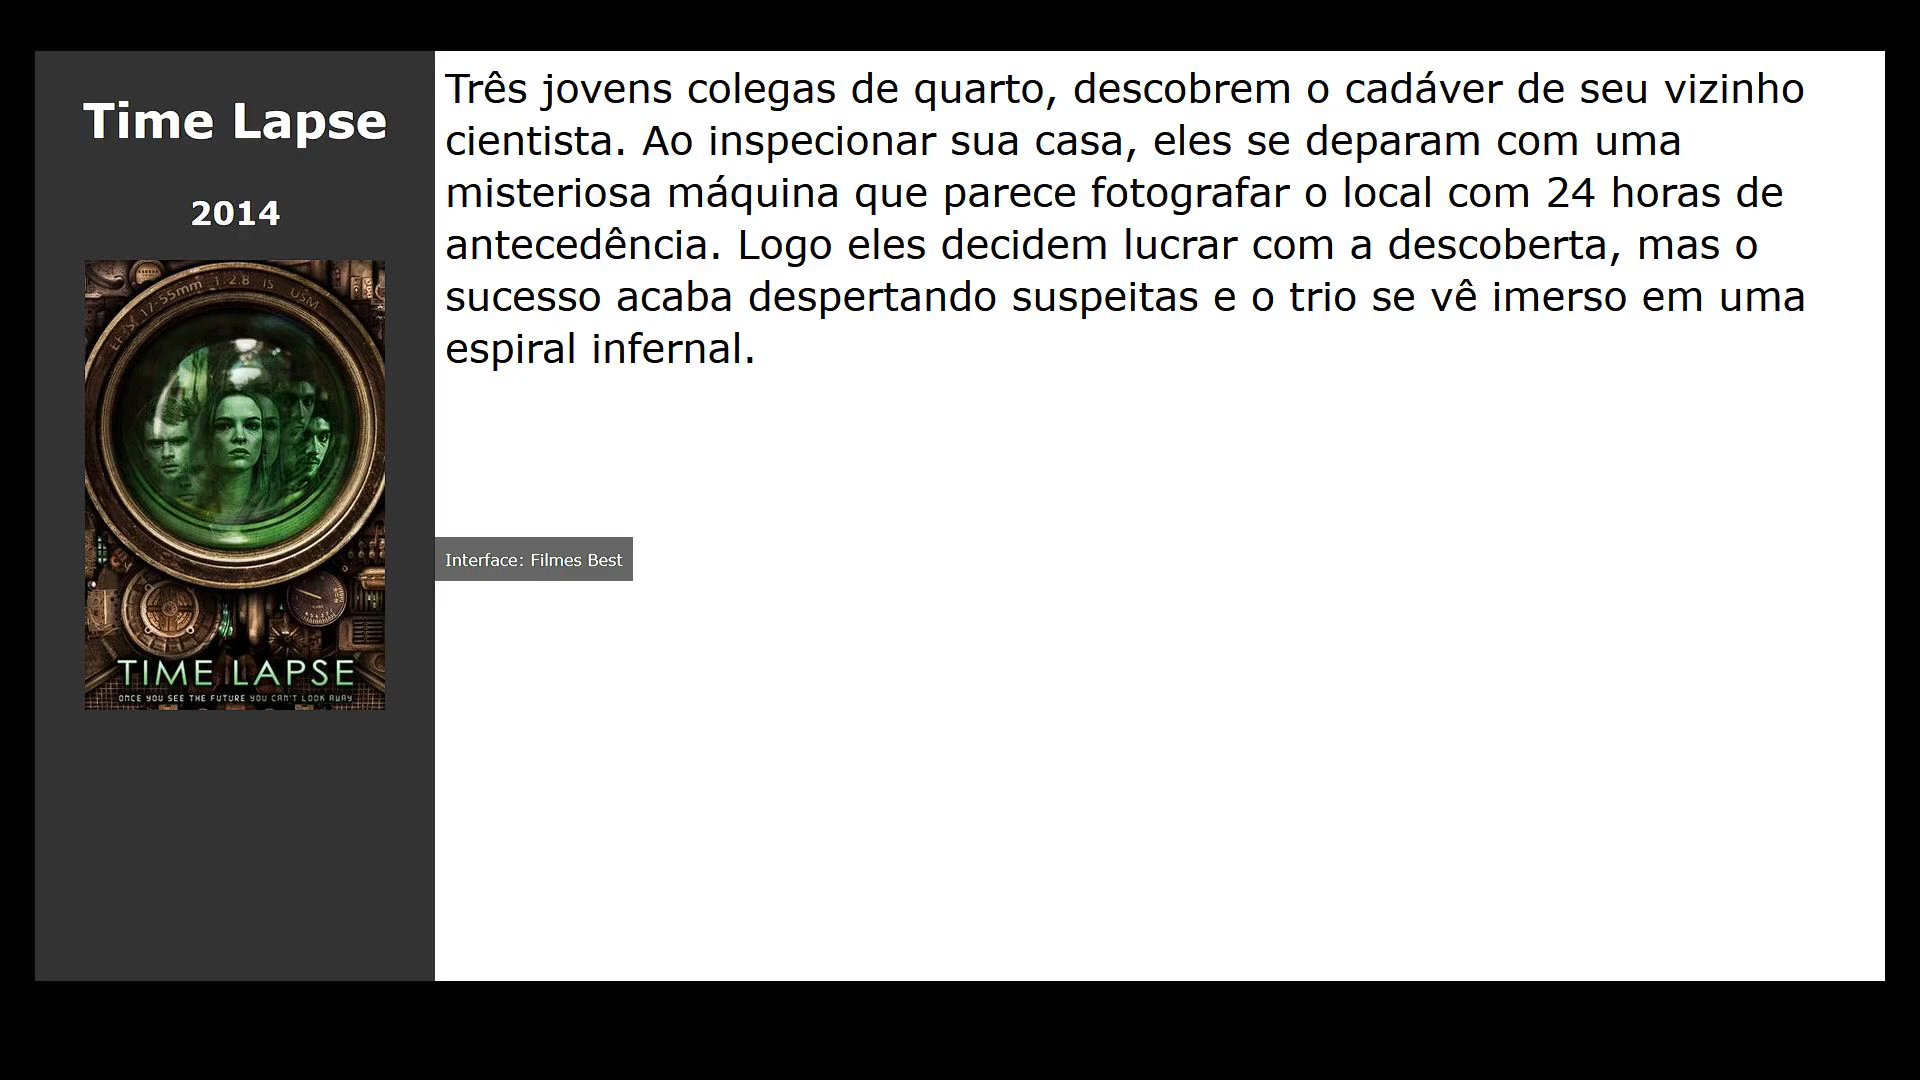 Time Lapse
2014
EF-S 17-55mm 1:2.8 IS USM
TIME LAPSE
ONCE YOU SEE THE FUTURE YOU CAN'T LOOK AWAY
Três jovens colegas de quarto, descobrem o cadáver de seu vizinho
cientista. Ao inspecionar sua casa, eles se deparam com uma
misteriosa máquina que parece fotografar o local com 24 horas de
antecedência. Logo eles decidem lucrar com a descoberta, mas o
sucesso acaba despertando suspeitas e o trio se vê imerso em uma
espiral infernal.
Interface: Filmes Best